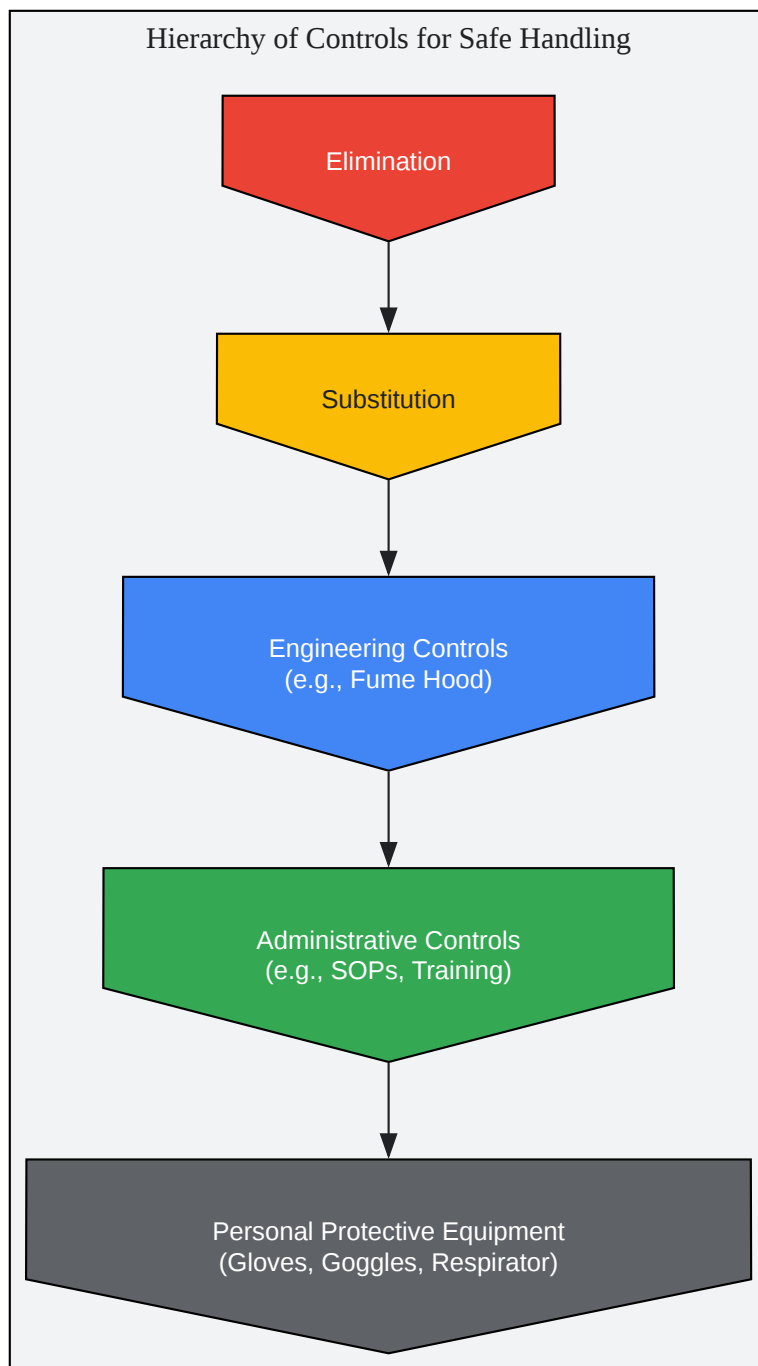 Hierarchy of Controls for Safe Handling
Elimination
Substitution
Engineering Controls
(e.g., Fume Hood)
Administrative Controls
(e.g., SOPs, Training)
Personal Protective Equipment
(Gloves, Goggles, Respirator)